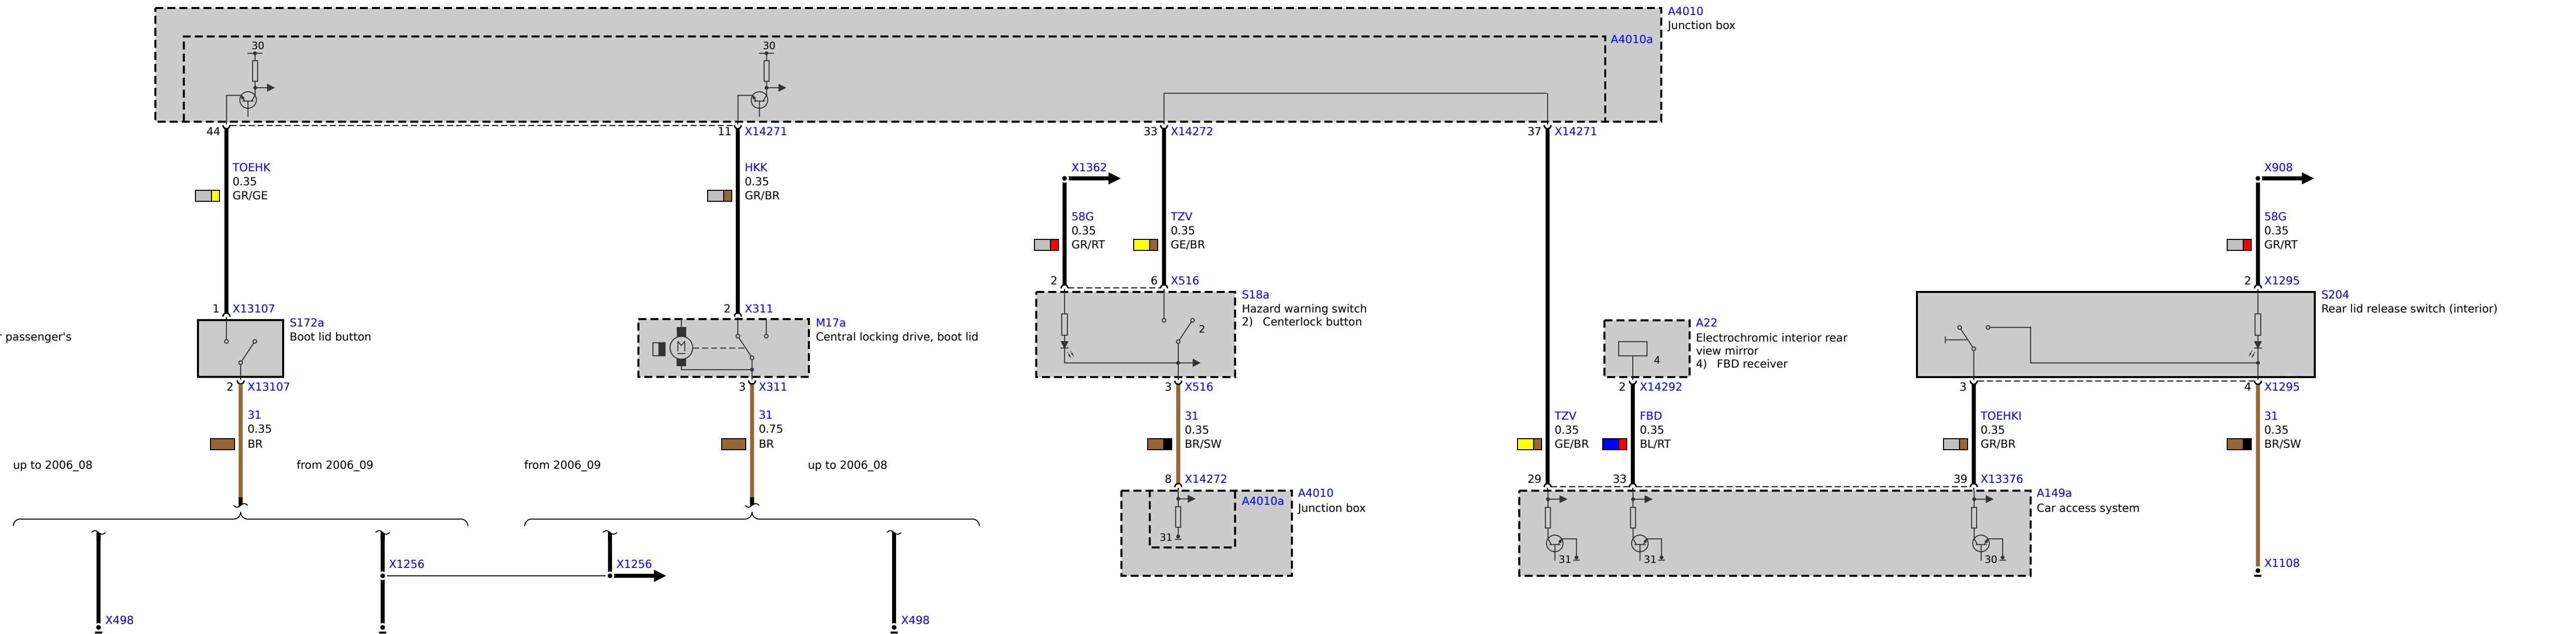 A4010
Junction box
A4010a
30
30
44
11 X14271
33 X14272
37 X14271
TOEHK
0.35
GR/GE
HKK
0.35
GR/BR
X1362
X908
58G
0.35
GR/RT
TZV
0.35
GE/BR
58G
0.35
GR/RT
2
6 X516
2 X1295
1 X13107
2 X311
S172a
Boot lid button
M17a
Central locking drive, boot lid
M
S18a
Hazard warning switch
2) Centerlock button
2
A22
Electrochromic interior rear
view mirror
4) FBD receiver
4
S204
Rear lid release switch (interior)
passenger's
2 X13107
3 X311
3 X516
2 X14292
3
4 X1295
31
0.35
BR
31
0.75
BR
31
0.35
BR/SW
TZV
0.35
GE/BR
FBD
0.35
BL/RT
TOEHKI
0.35
GR/BR
31
0.35
BR/SW
up to 2006_08
from 2006_09
from 2006_09
up to 2006_08
8 X14272
29
33
39 X13376
A4010a
A4010
Junction box
31
A149a
Car access system
31
31
30
X1256
X1256
X1108
X498
X498